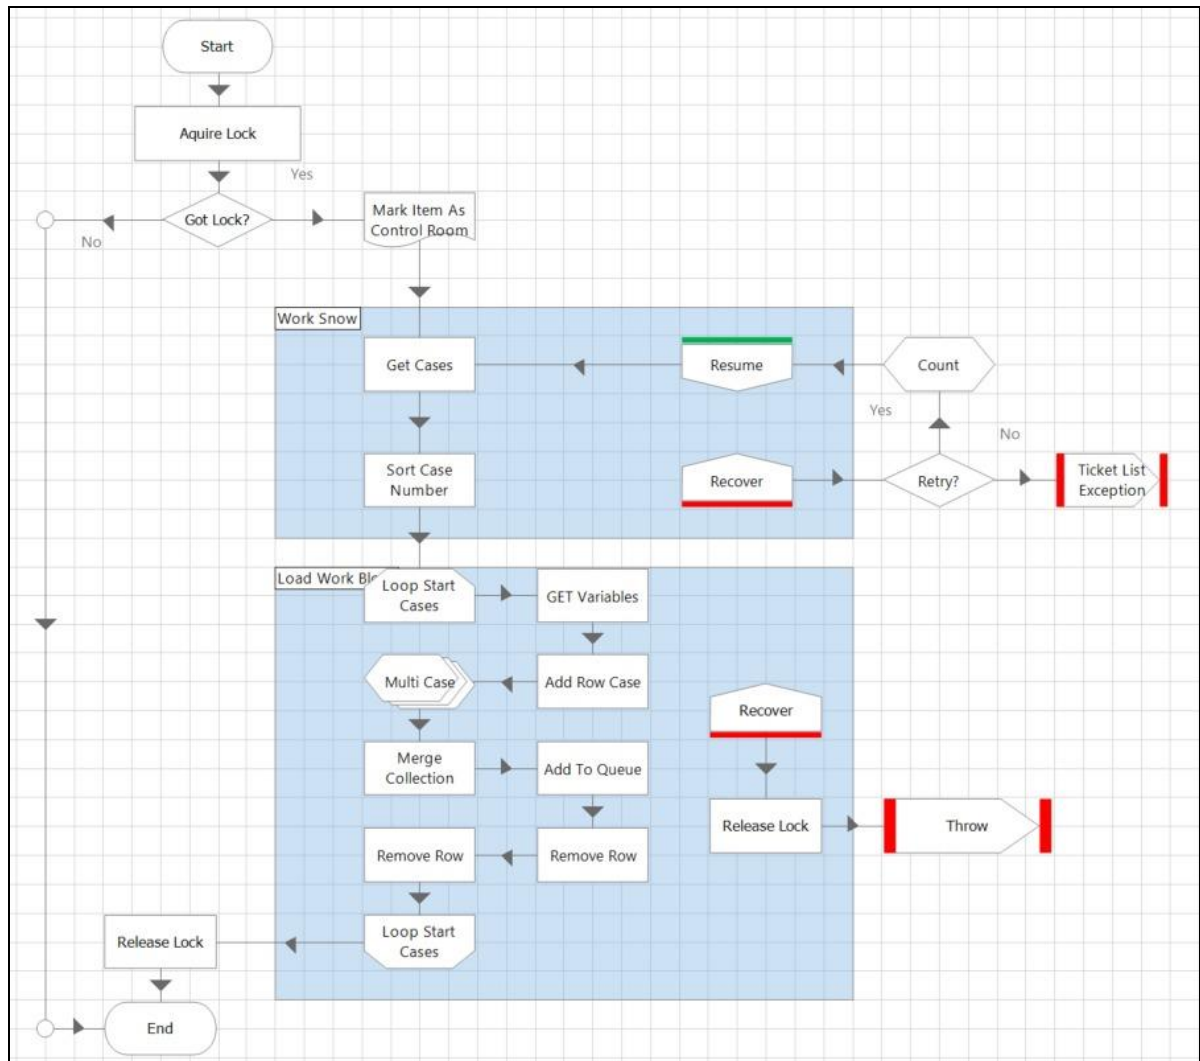 Start
Aquire Lock
Yes
Got Lock?
No
Mark Item As
Control Room
Work Snow
Get Cases
Resume
Count
Yes
No
Sort Case
Number
Recover
Retry?
Ticket List
Exception
Load Work
Loop Start
Cases
GET Variables
Multi Case
Add Row Case
Recover
Merge
Collection
Add To Queue
Release Lock
Throw
Remove Row
Remove Row
Release Lock
Loop Start
Cases
End